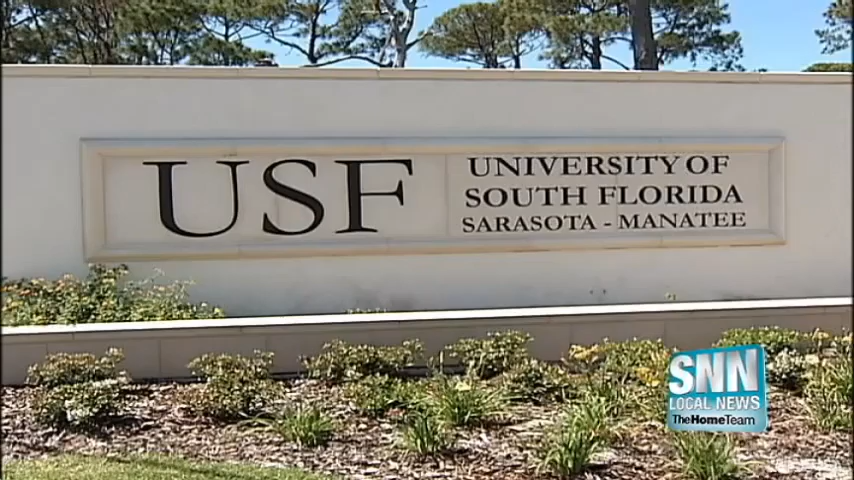 USF
UNIVERSITY OF
SOUTH FLORIDA
SARASOTA - MANATEE
SNN
LOCAL NEWS
TheHomeTeam